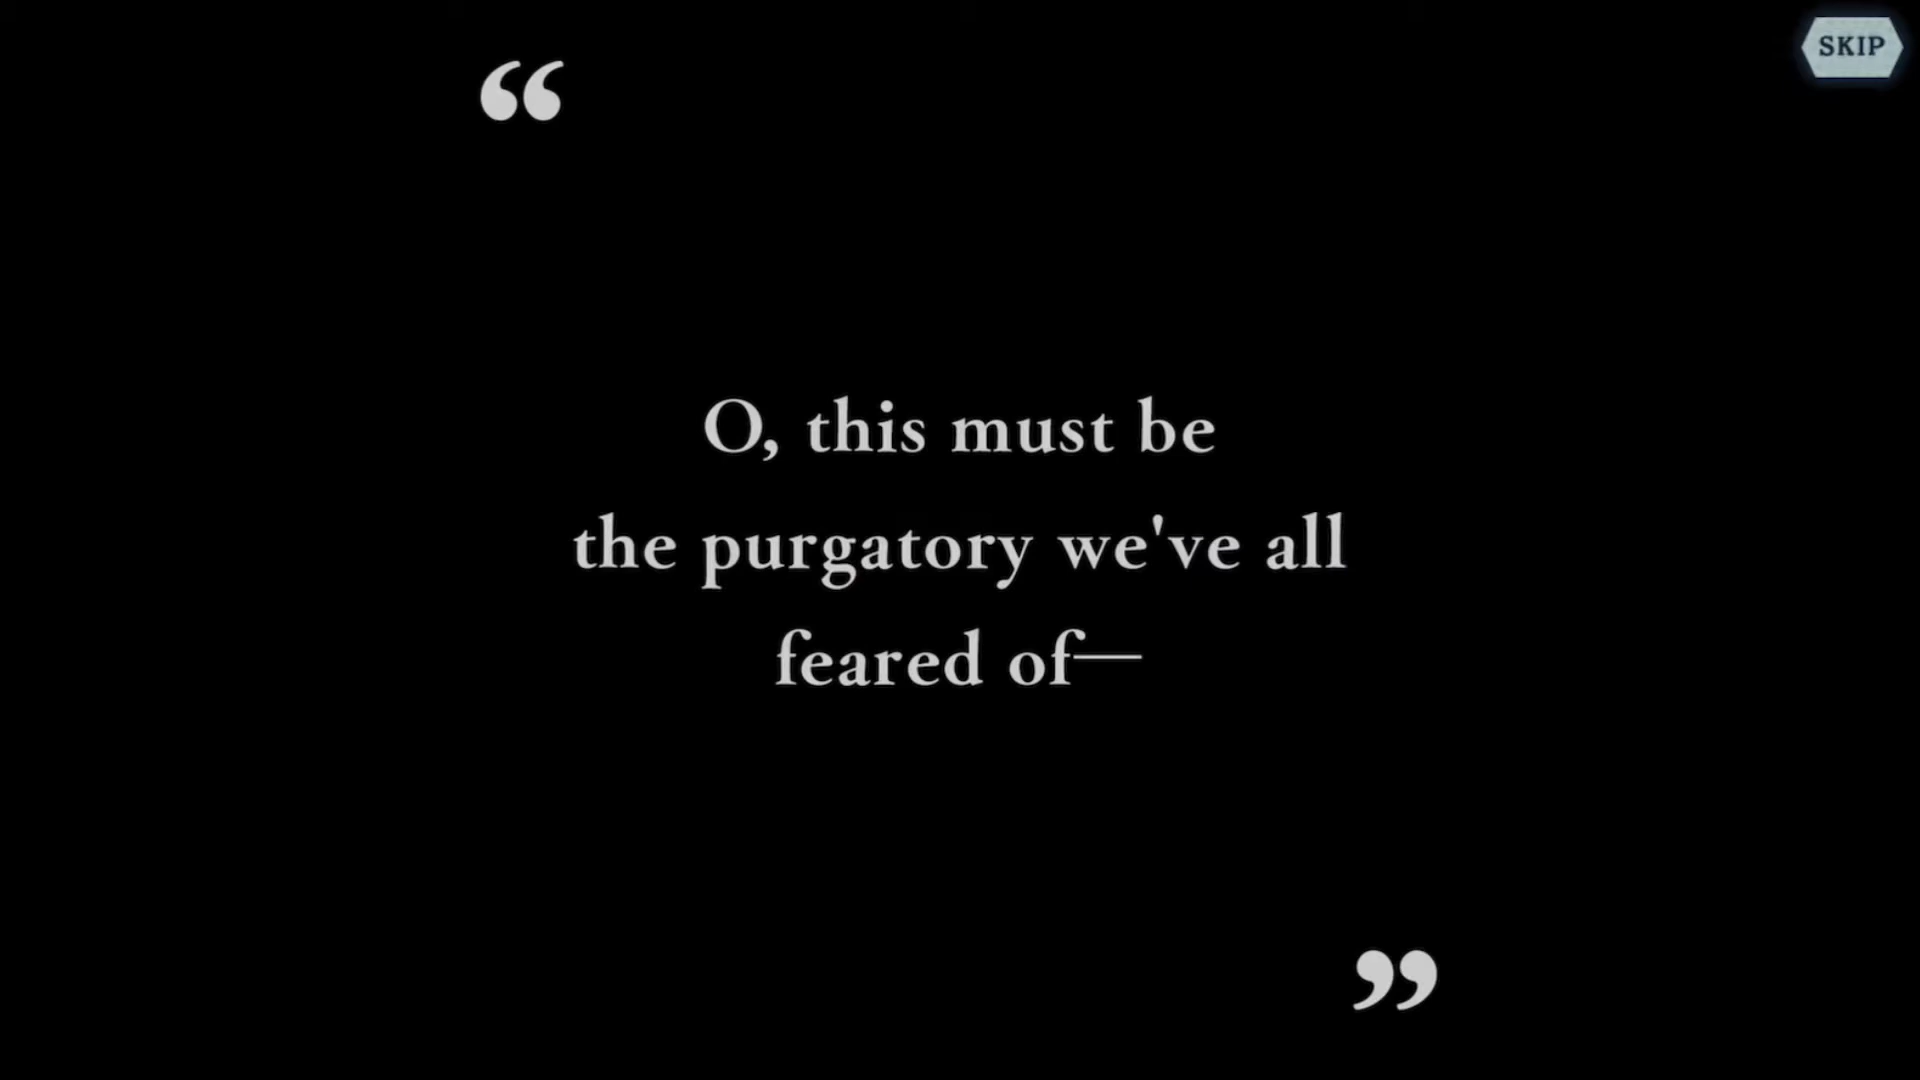 SKIP
“
O, this must be
the purgatory we've all
feared of—
”